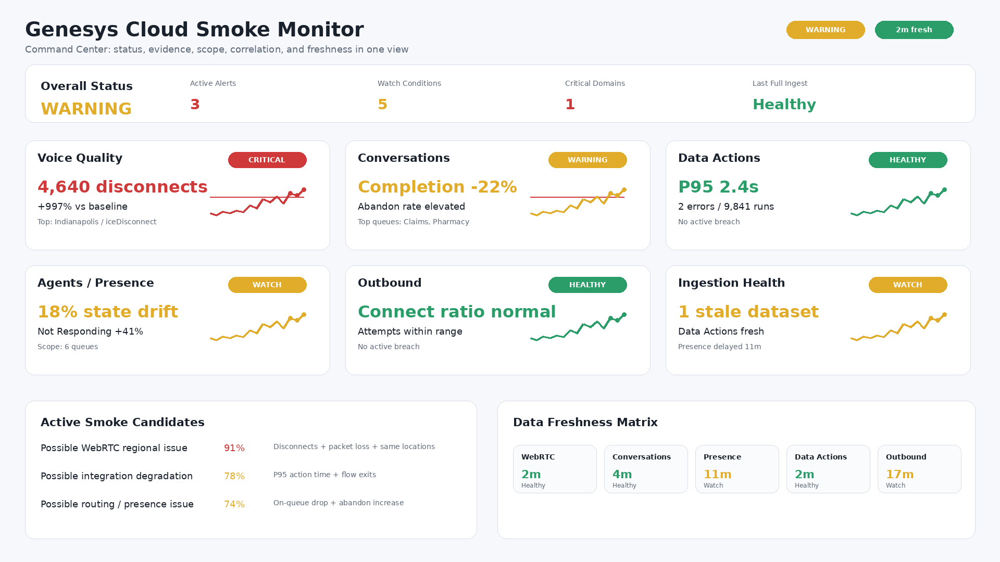 Genesys Cloud Smoke Monitor
WARNING
2m fresh
Command Center: status, evidence, scope, correlation, and freshness in one view
Overall Status
WARNING
Active Alerts
3
Watch Conditions
5
Critical Domains
1
Last Full Ingest
Healthy
Voice Quality
CRITICAL
4,640 disconnects
+997% vs baseline
Top: Indianapolis / iceDisconnect
Conversations
WARNING
Completion -22%
Abandon rate elevated
Top queues: Claims, Pharmacy
Data Actions
HEALTHY
P95 2.4s
2 errors / 9,841 runs
No active breach
Agents / Presence
WATCH
18% state drift
Not Responding +41%
Scope: 6 queues
Outbound
HEALTHY
Connect ratio normal
Attempts within range
No active breach
Ingestion Health
WATCH
1 stale dataset
Data Actions fresh
Presence delayed 11m
Active Smoke Candidates
Possible WebRTC regional issue 91% Disconnects + packet loss + same locations
Possible integration degradation 78% P95 action time + flow exits
Possible routing / presence issue 74% On-queue drop + abandon increase
Data Freshness Matrix
WebRTC
2m
Healthy
Conversations
4m
Healthy
Presence
11m
Watch
Data Actions
2m
Healthy
Outbound
17m
Watch